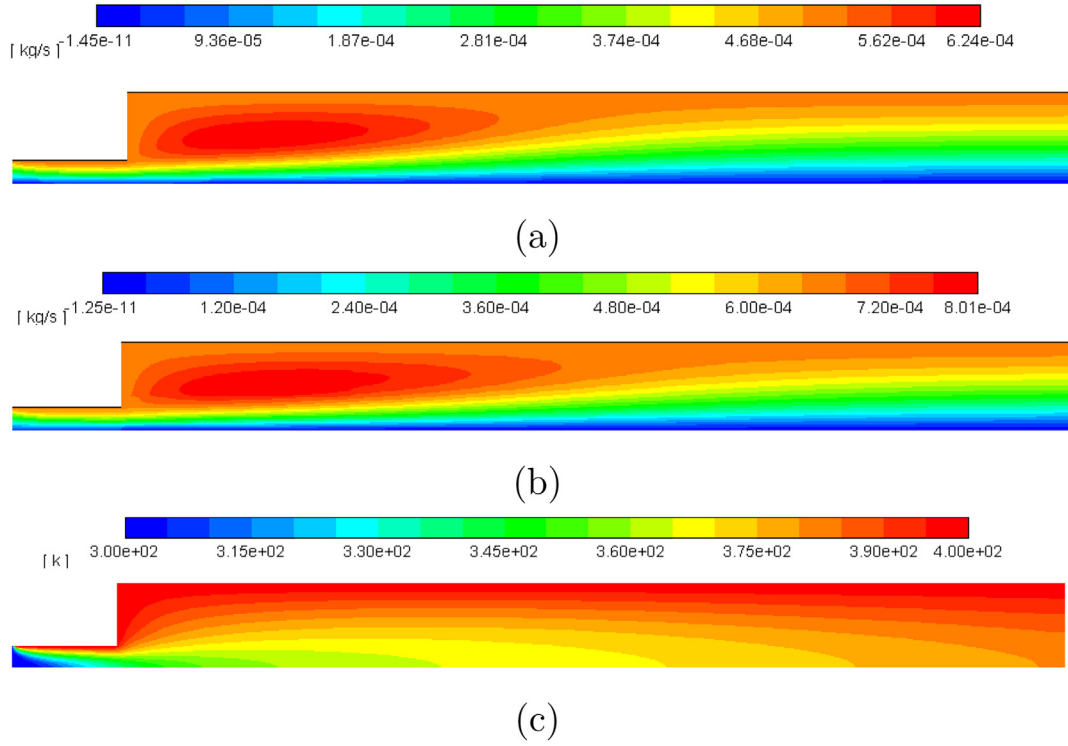 [ kg/s ] -1.45e-11 9.36e-05 1.87e-04 2.81e-04 3.74e-04 4.68e-04 5.62e-04 6.24e-04
(a)
[ kg/s ] -1.25e-11 1.20e-04 2.40e-04 3.60e-04 4.80e-04 6.00e-04 7.20e-04 8.01e-04
(b)
[ k ] 3.00e+02 3.15e+02 3.30e+02 3.45e+02 3.60e+02 3.75e+02 3.90e+02 4.00e+02
(c)